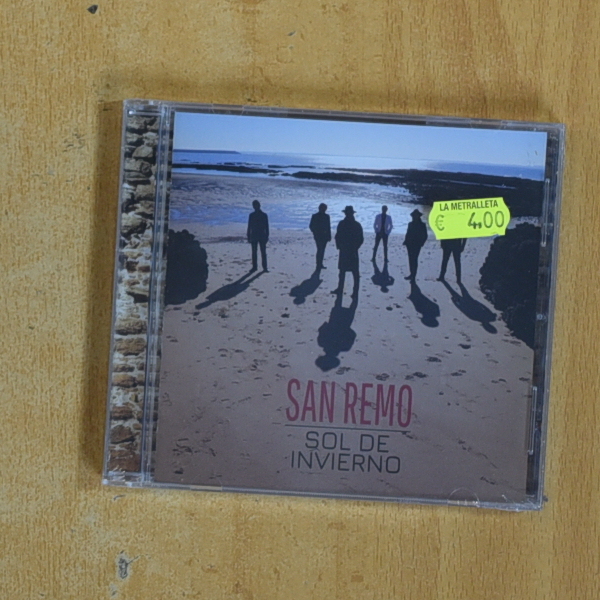 LA METRALLETA
€ 4,00
SAN REMO
SOL DE
INVIERNO